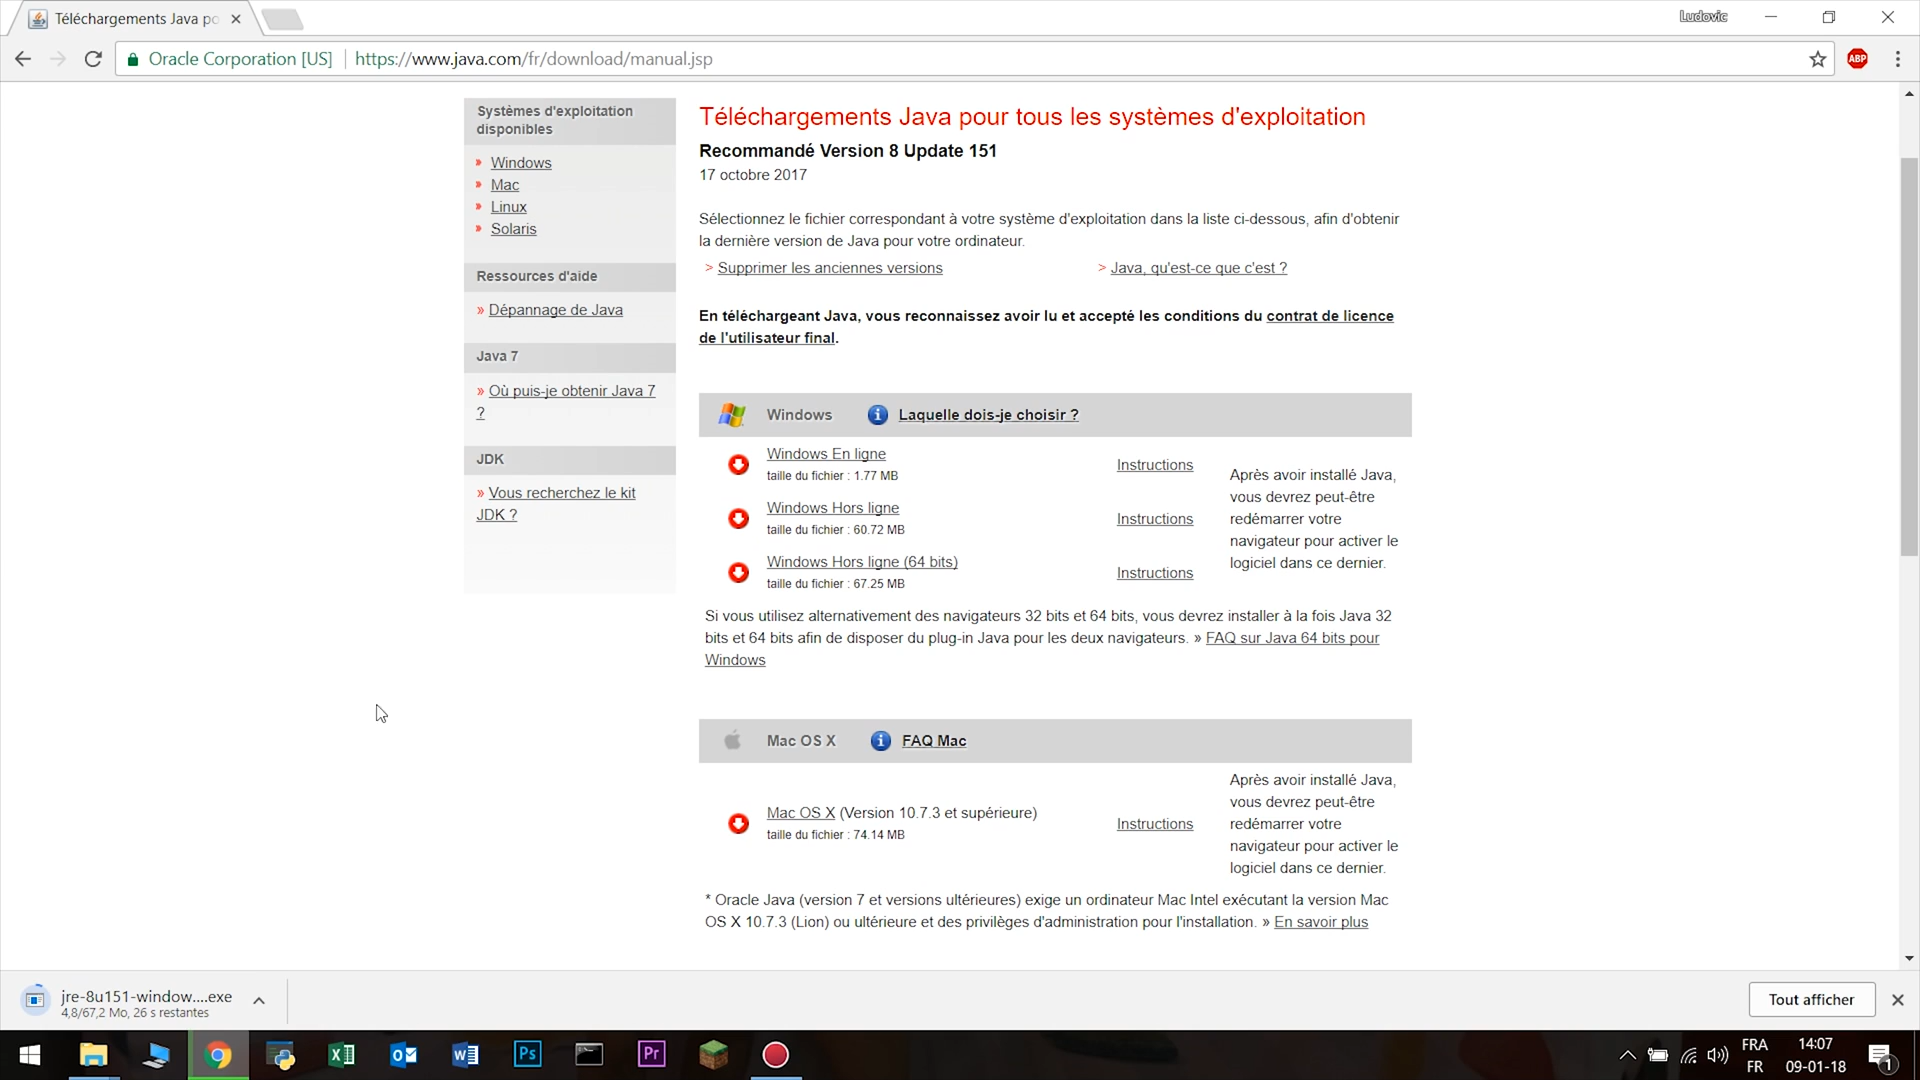 Téléchargements Java po
Ludovic
Oracle Corporation [US]
https://www.java.com/fr/download/manual.jsp
ABP
Systèmes d'exploitation
disponibles
» Windows
» Mac
» Linux
» Solaris
Ressources d'aide
» Dépannage de Java
Java 7
» Où puis-je obtenir Java 7
?
JDK
» Vous recherchez le kit
JDK ?
Téléchargements Java pour tous les systèmes d'exploitation
Recommandé Version 8 Update 151
17 octobre 2017
Sélectionnez le fichier correspondant à votre système d'exploitation dans la liste ci-dessous, afin d'obtenir
la dernière version de Java pour votre ordinateur.
> Supprimer les anciennes versions
> Java, qu'est-ce que c'est ?
En téléchargeant Java, vous reconnaissez avoir lu et accepté les conditions du contrat de licence
de l'utilisateur final.
Windows
Laquelle dois-je choisir ?
Windows En ligne
taille du fichier : 1.77 MB
Instructions
Windows Hors ligne
taille du fichier : 60.72 MB
Instructions
Windows Hors ligne (64 bits)
taille du fichier : 67.25 MB
Instructions
Après avoir installé Java,
vous devrez peut-être
redémarrer votre
navigateur pour activer le
logiciel dans ce dernier.
Si vous utilisez alternativement des navigateurs 32 bits et 64 bits, vous devrez installer à la fois Java 32
bits et 64 bits afin de disposer du plug-in Java pour les deux navigateurs. » FAQ sur Java 64 bits pour
Windows
Mac OS X
FAQ Mac
Mac OS X (Version 10.7.3 et supérieure)
taille du fichier : 74.14 MB
Instructions
Après avoir installé Java,
vous devrez peut-être
redémarrer votre
navigateur pour activer le
logiciel dans ce dernier.
* Oracle Java (version 7 et versions ultérieures) exige un ordinateur Mac Intel exécutant la version Mac
OS X 10.7.3 (Lion) ou ultérieure et des privilèges d'administration pour l'installation. » En savoir plus
jre-8u151-window....exe
4,8/67,2 Mo, 26 s restantes
Tout afficher
Ps
Pr
FRA
FR
14:07
09-01-18
1